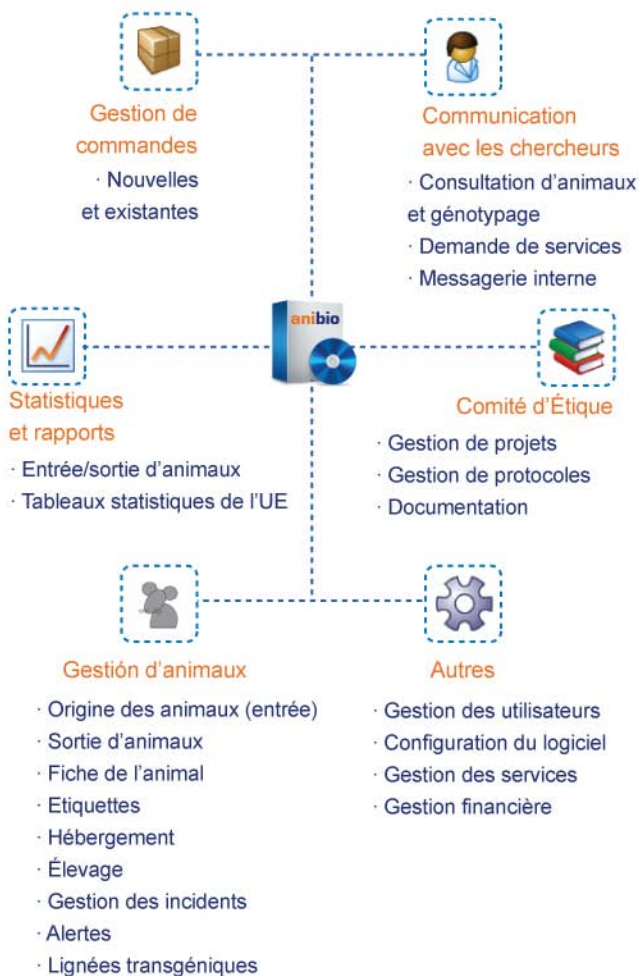 Gestion de
commandes
· Nouvelles
et existantes
Communication
avec les chercheurs
· Consultation d'animaux
et génotypage
· Demande de services
· Messagerie interne
anibio
Statistiques
et rapports
· Entrée/sortie d'animaux
· Tableaux statistiques de l'UE
Comité d'Étique
· Gestion de projets
· Gestion de protocoles
· Documentation
Gestión d'animaux
· Origine des animaux (entrée)
· Sortie d'animaux
· Fiche de l'animal
· Etiquettes
· Hébergement
· Élevage
· Gestion des incidents
· Alertes
· Lignées transgéniques
Autres
· Gestion des utilisateurs
· Configuration du logiciel
· Gestion des services
· Gestion financière